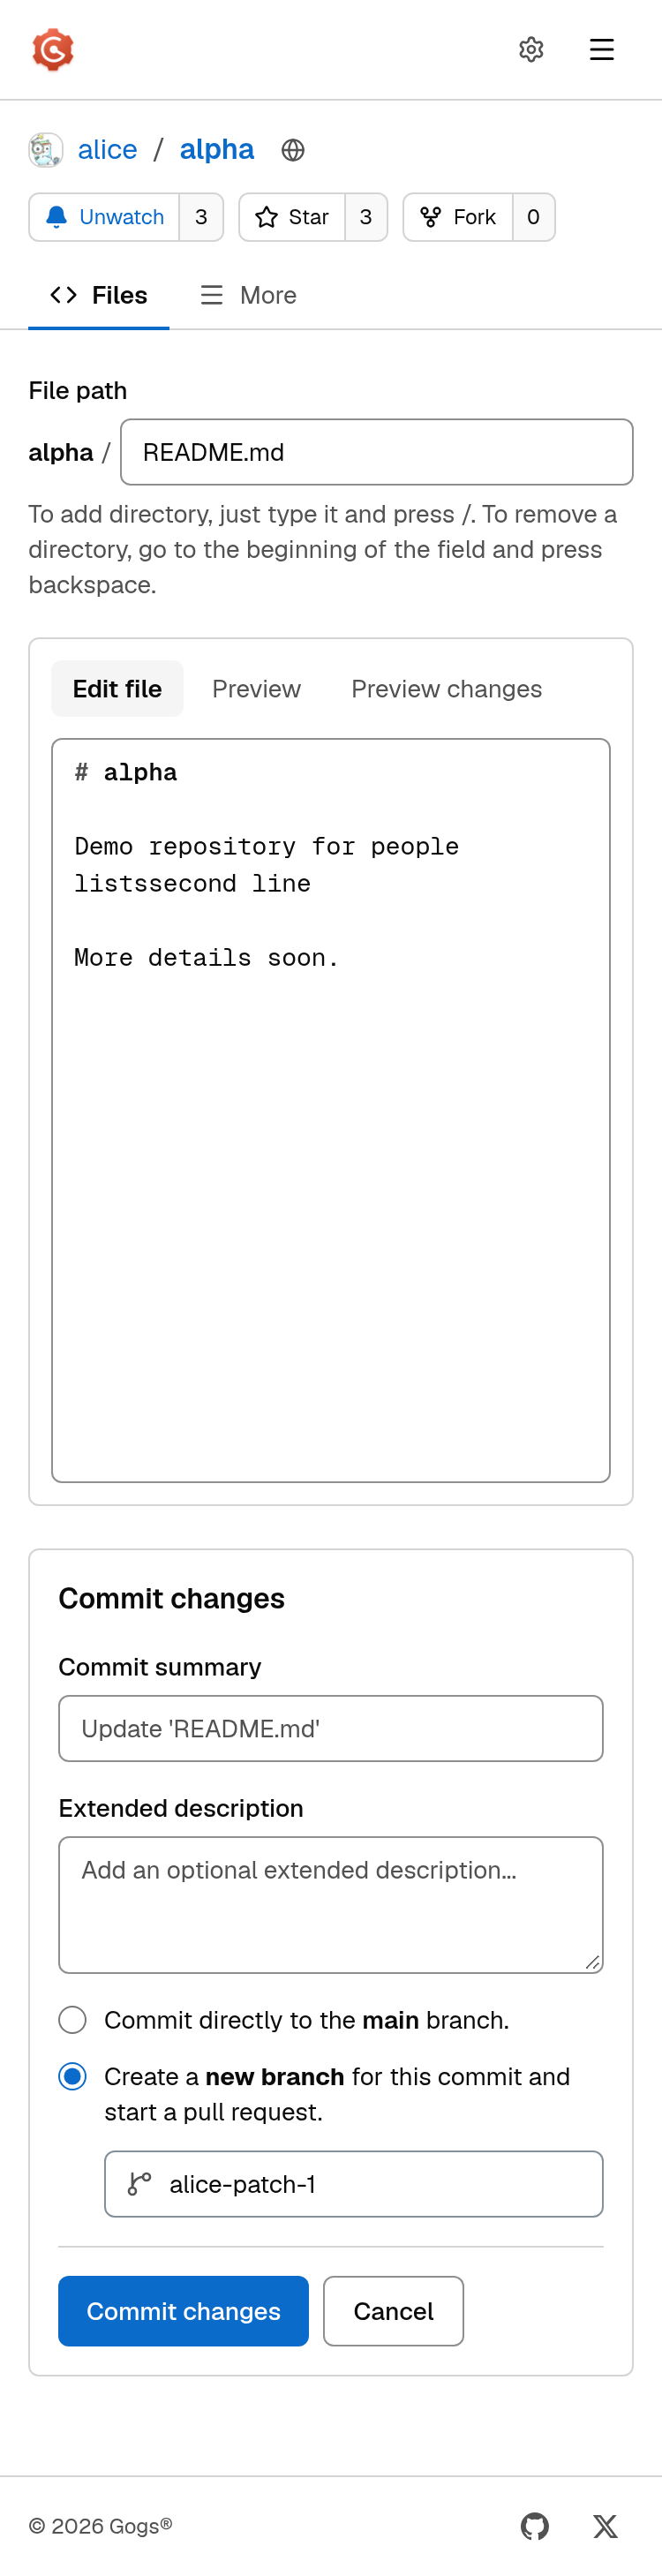 alice / alpha
Unwatch 3 Star 3 Fork 0
Files More
File path
alpha / README.md
To add directory, just type it and press /. To remove a
directory, go to the beginning of the field and press
backspace.
Edit file Preview Preview changes
# alpha
Demo repository for people
listssecond line
More details soon.
Commit changes
Commit summary
Update 'README.md'
Extended description
Add an optional extended description...
Commit directly to the main branch.
Create a new branch for this commit and
start a pull request.
alice-patch-1
Commit changes Cancel
© 2026 Gogs®